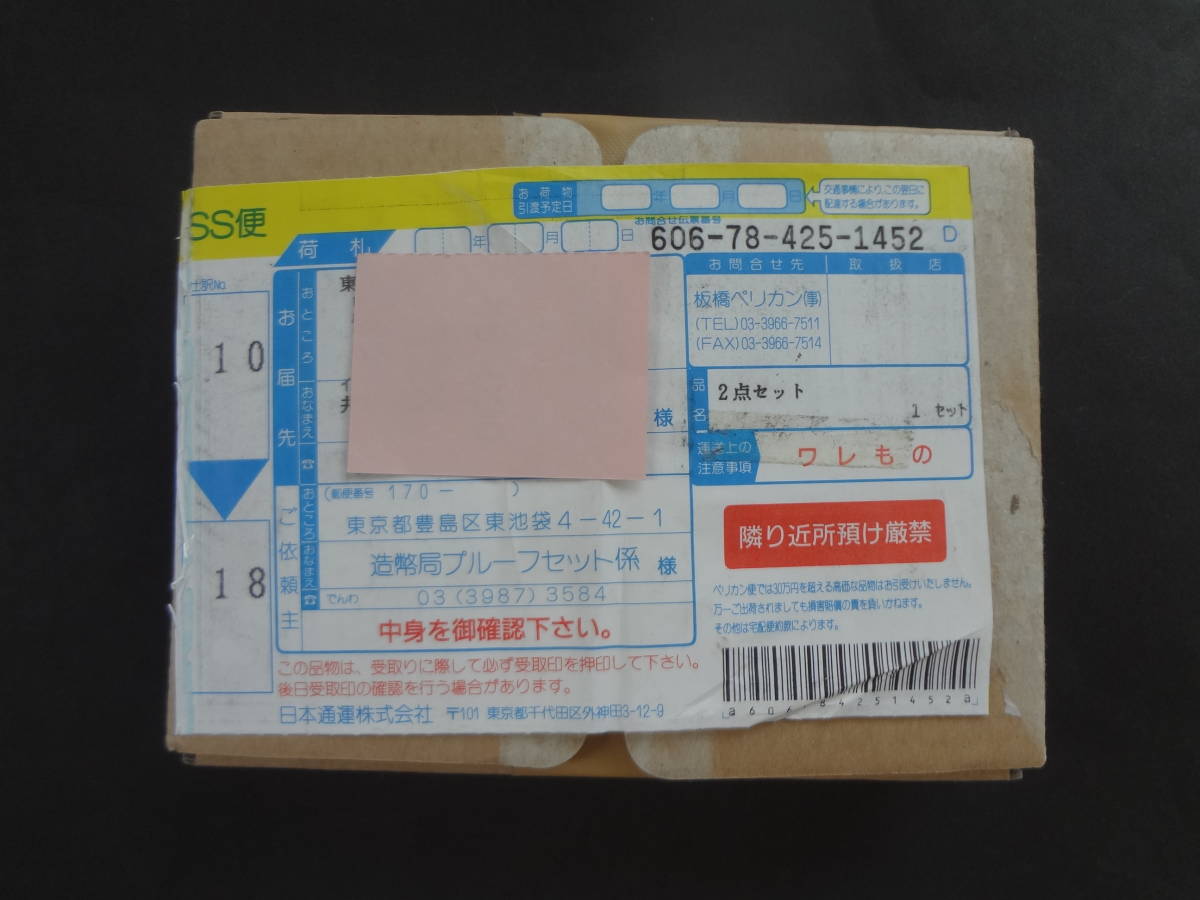 SS便
お荷物
引渡予定日
年 月 日
交通事情により、この翌日に
配達する場合があります。
お問合せ伝票番号
荷札 年 月 日 606-78-425-1452 D
お問合せ先 取扱店
板橋ペリカン(事)
(TEL)03-3966-7511
(FAX)03-3966-7514
品名
2点セット
1 セット
運送上の
注意事項
ワレもの
10
18
お届け先
おところ
東
おなまえ
様
ご依頼主
おところ
(郵便番号 170- )
東京都豊島区東池袋4-42-1
おなまえ
造幣局プルーフセット係 様
でんわ 03(3987)3584
中身を御確認下さい。
隣り近所預け厳禁
ペリカン便では30万円を超える高価な品物はお引受けいたしません。
万一ご出荷されましても損害賠償の責を負いかねます。
その他は宅配便約款によります。
この品物は、受取りに際して必ず受取印を押印して下さい。
後日受取印の確認を行う場合があります。
日本通運株式会社 〒101 東京都千代田区外神田3-12-9